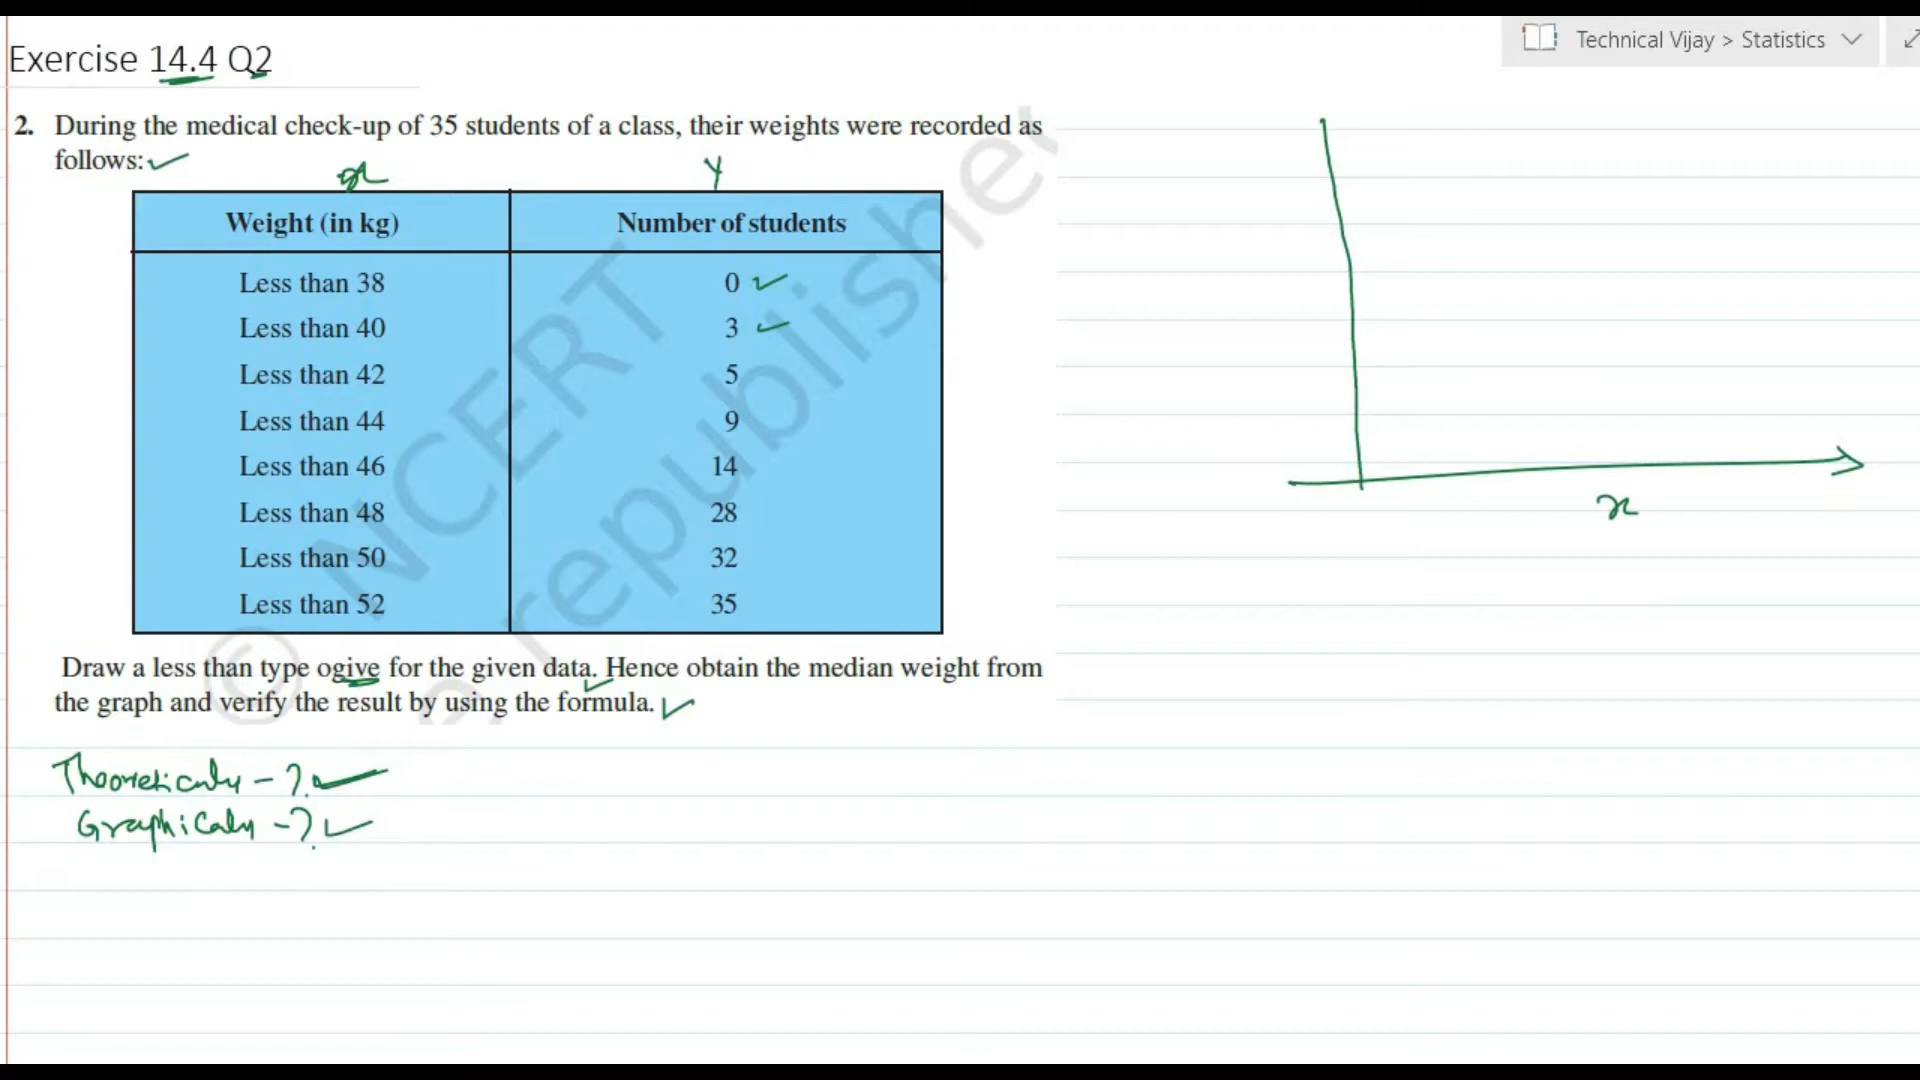 Technical Vijay > Statistics
Exercise 14.4 Q2
2. During the medical check-up of 35 students of a class, their weights were recorded as
follows:
x y
Weight (in kg) Number of students
Less than 38 0
Less than 40 3
Less than 42 5
Less than 44 9
Less than 46 14
Less than 48 28
Less than 50 32
Less than 52 35
x
Draw a less than type ogive for the given data. Hence obtain the median weight from
the graph and verify the result by using the formula.
Theoretically - ?
Graphically - ?
© NCERT
republishe